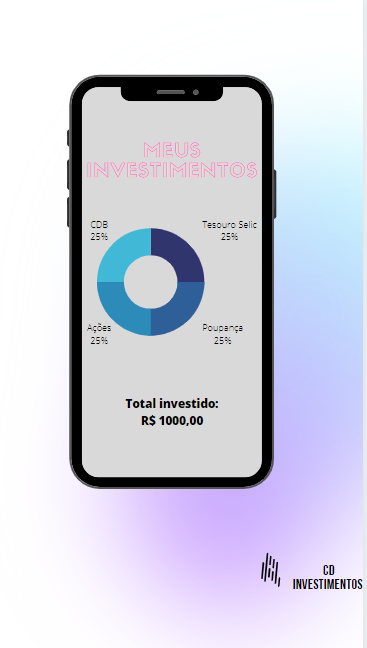 MEUS
INVESTIMENTOS
CDB
25%
Tesouro Selic
25%
Ações
25%
Poupança
25%
Total investido:
R$ 1000,00
CD
INVESTIMENTOS